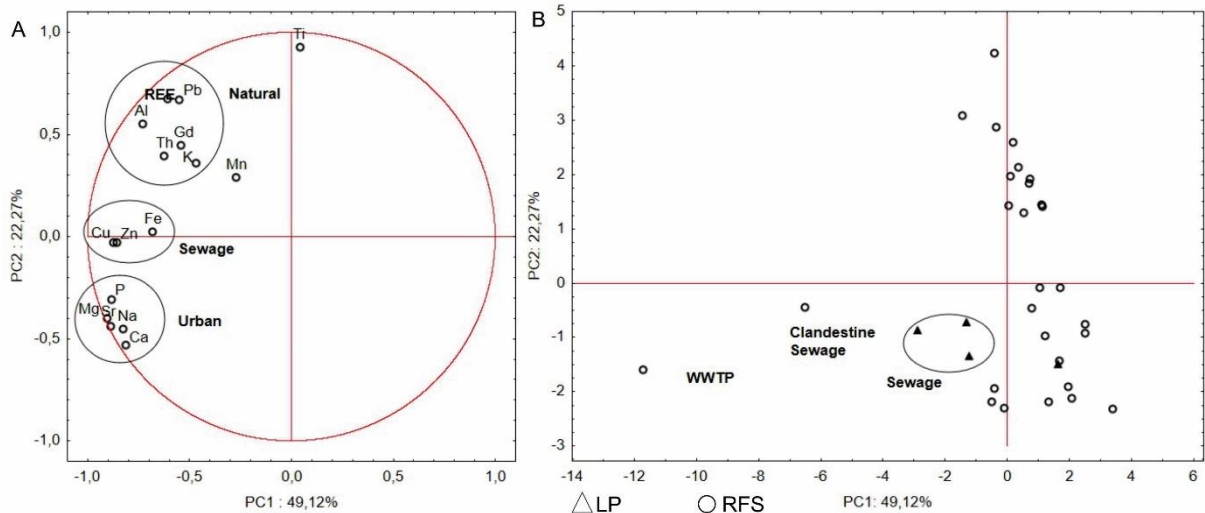 A
1,0
0,5
0,0
-0,5
-1,0
PC2 : 22,27%
Ti
REE Pb
Natural
Al
Gd
Th
K
Mn
Fe
Cu Zn
Sewage
P
Mg Sr Na
Urban
Ca
-1,0 -0,5 0,0 0,5 1,0
PC1 : 49,12%
B
5
4
3
2
1
0
-1
-2
-3
PC2: 22,27%
Clandestine
Sewage
Sewage
WWTP
-14 -12 -10 -8 -6 -4 -2 0 2 4 6
PC1: 49,12%
LP RFS